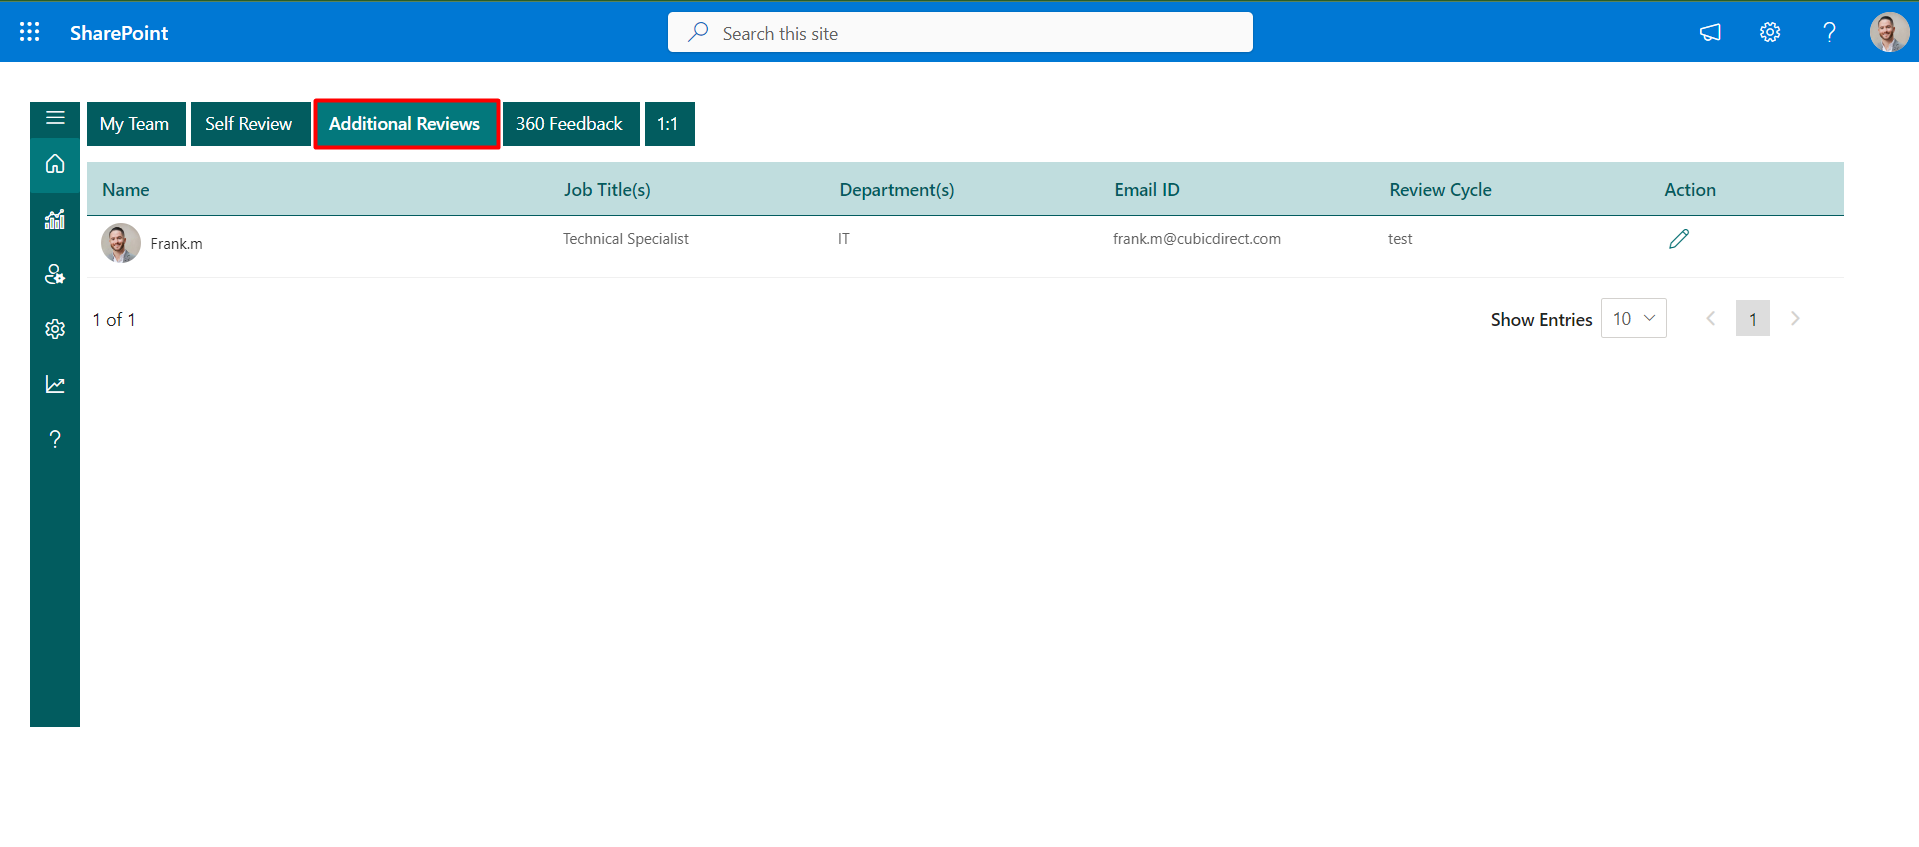 SharePoint
Search this site
My Team
Self Review
Additional Reviews
360 Feedback
1:1
Name
Job Title(s)
Department(s)
Email ID
Review Cycle
Action
Frank.m
Technical Specialist
IT
frank.m@cubicdirect.com
test
1 of 1
Show Entries
10
1